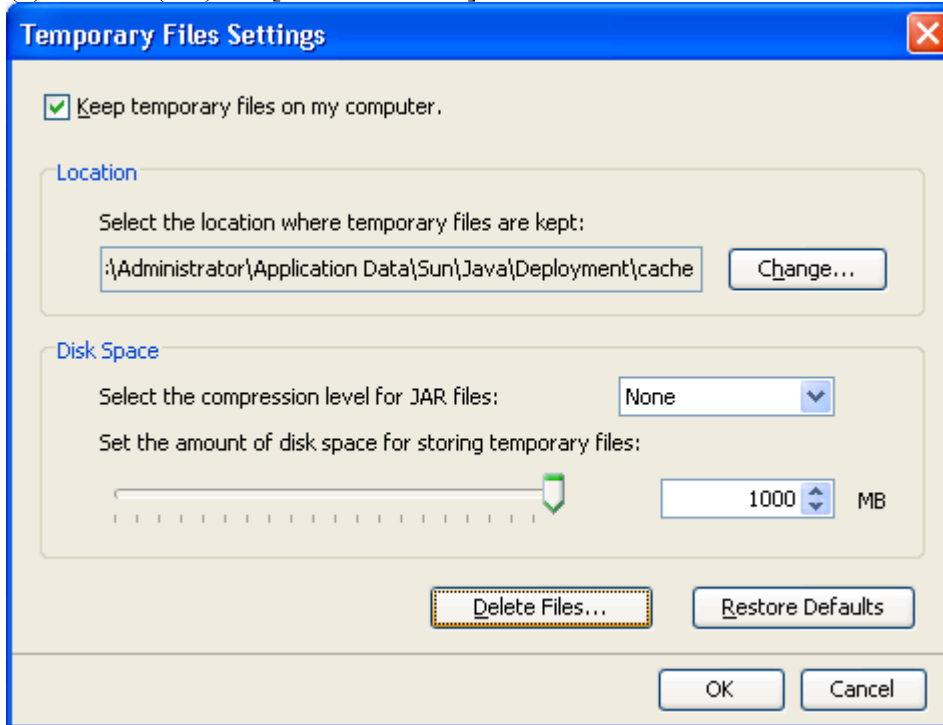 Temporary Files Settings
Keep temporary files on my computer.
Location
Select the location where temporary files are kept:
:\Administrator\Application Data\Sun\Java\Deployment\cache
Change...
Disk Space
Select the compression level for JAR files:
None
Set the amount of disk space for storing temporary files:
1000
MB
Delete Files...
Restore Defaults
OK
Cancel